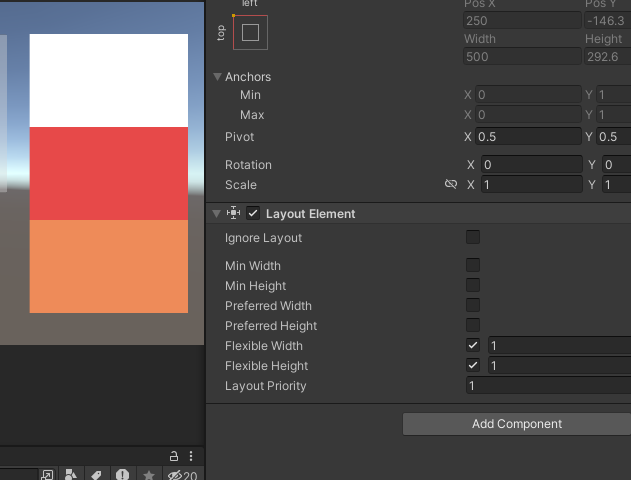 left
Pos X Pos Y
top
250 -146.3
Width Height
500 292.6
Anchors
Min X 0 Y 1
Max X 0 Y 1
Pivot X 0.5 Y 0.5
Rotation X 0 Y 0
Scale X 1 Y 1
Layout Element
Ignore Layout
Min Width
Min Height
Preferred Width
Preferred Height
Flexible Width 1
Flexible Height 1
Layout Priority 1
Add Component
20